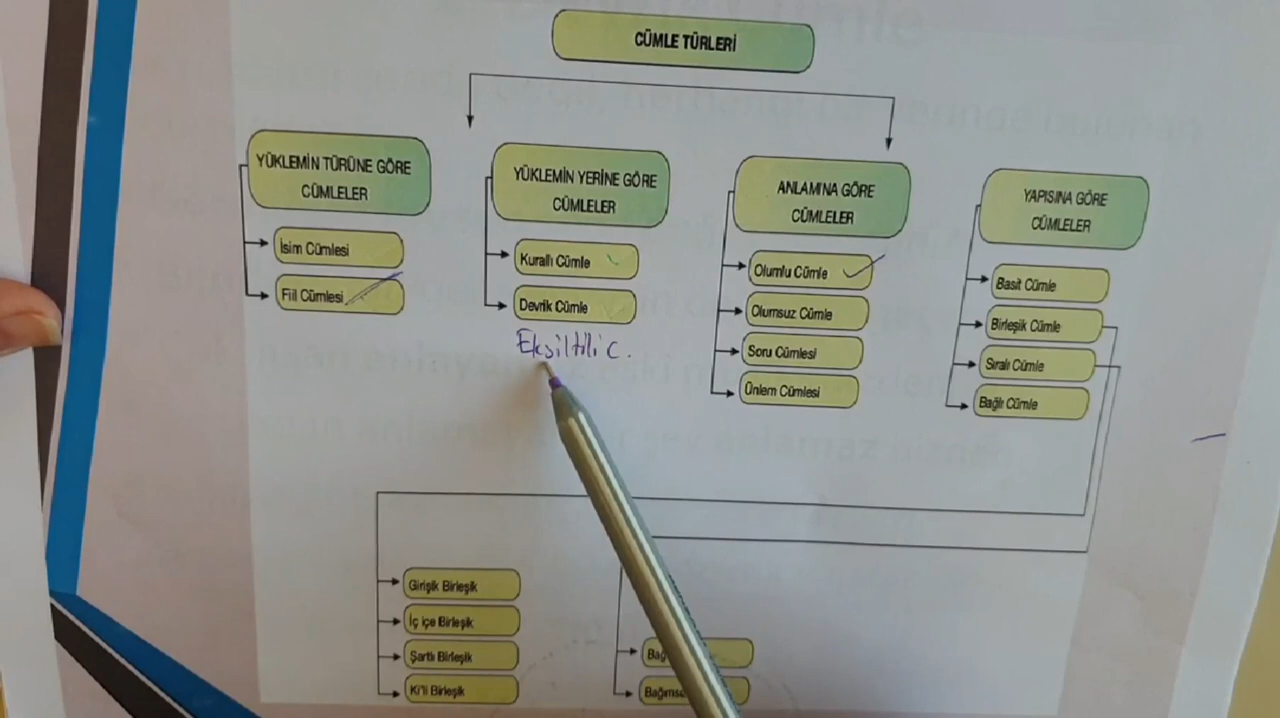 CÜMLE TÜRLERİ
YÜKLEMİN TÜRÜNE GÖRE
CÜMLELER
İsim Cümlesi
Fiil Cümlesi
YÜKLEMİN YERİNE GÖRE
CÜMLELER
Kurallı Cümle
Devrik Cümle
Eksiltili C.
ANLAMINA GÖRE
CÜMLELER
Olumlu Cümle
Olumsuz Cümle
Soru Cümlesi
Ünlem Cümlesi
YAPISINA GÖRE
CÜMLELER
Basit Cümle
Birleşik Cümle
Sıralı Cümle
Bağlı Cümle
Girişik Birleşik
İç içe Birleşik
Şartlı Birleşik
Ki'li Birleşik